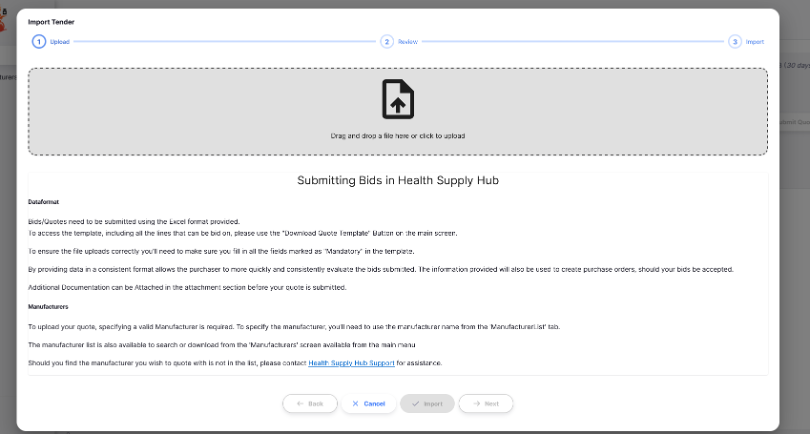 Import Tender
1 Upload
2 Review
3 Import
Drag and drop a file here or click to upload
Submitting Bids in Health Supply Hub
Dataformat
Bids/Quotes need to be submitted using the Excel format provided.
To access the template, including all the lines that can be bid on, please use the "Download Quote Template" Button on the main screen.
To ensure the file uploads correctly you'll need to make sure you fill in all the fields marked as 'Mandatory' in the template.
By providing data in a consistent format allows the purchaser to more quickly and consistently evaluate the bids submitted. The information provided will also be used to create purchase orders, should your bids be accepted.
Additional Documentation can be Attached in the attachment section before your quote is submitted.
Manufacturers
To upload your quote, specifying a valid Manufacturer is required. To specify the manufacturer, you'll need to use the manufacturer name from the 'ManufacturerList' tab.
The manufacturer list is also available to search or download from the 'Manufacturers' screen available from the main menu
Should you find the manufacturer you wish to quote with is not in the list, please contact Health Supply Hub Support for assistance.
Back
Cancel
Import
Next